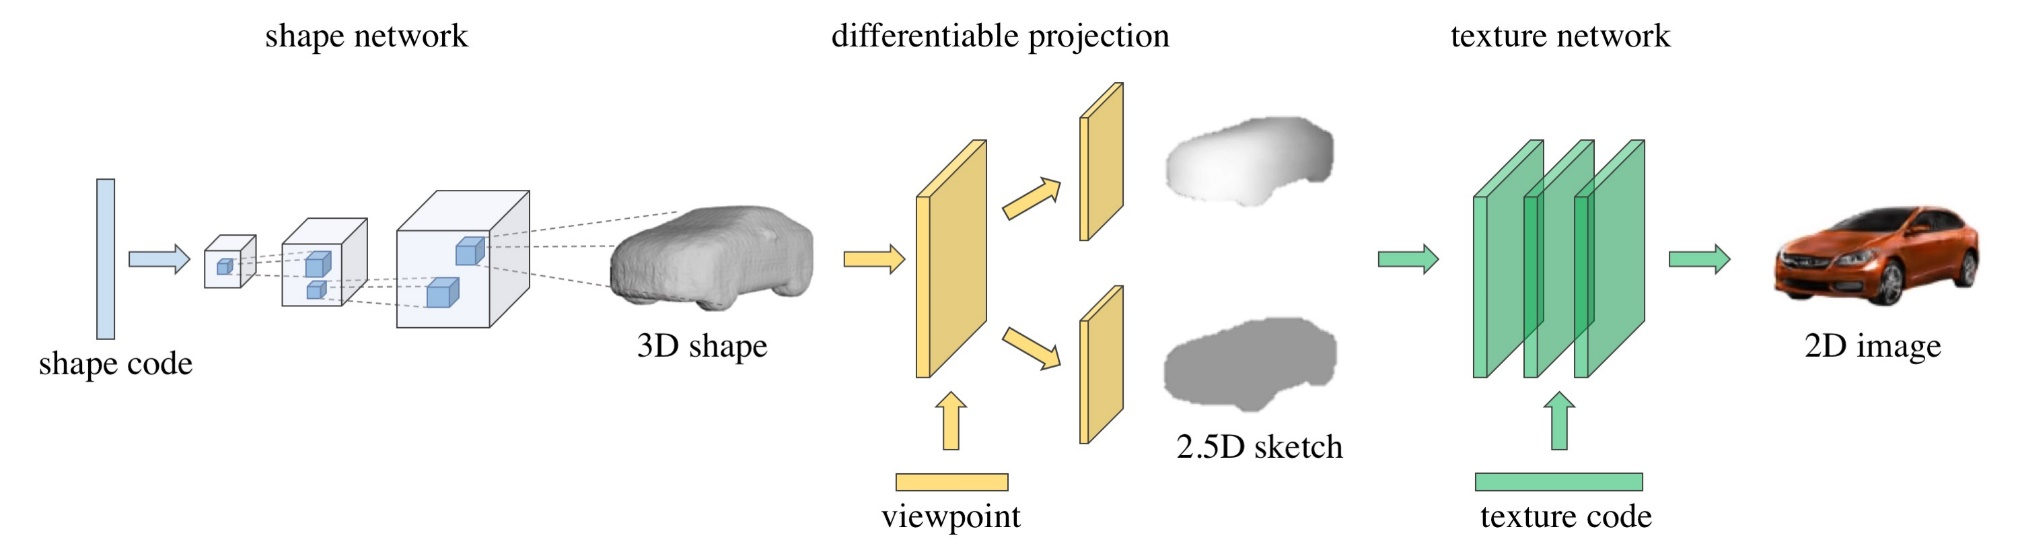 shape network
differentiable projection
texture network
shape code
3D shape
viewpoint
2.5D sketch
texture code
2D image